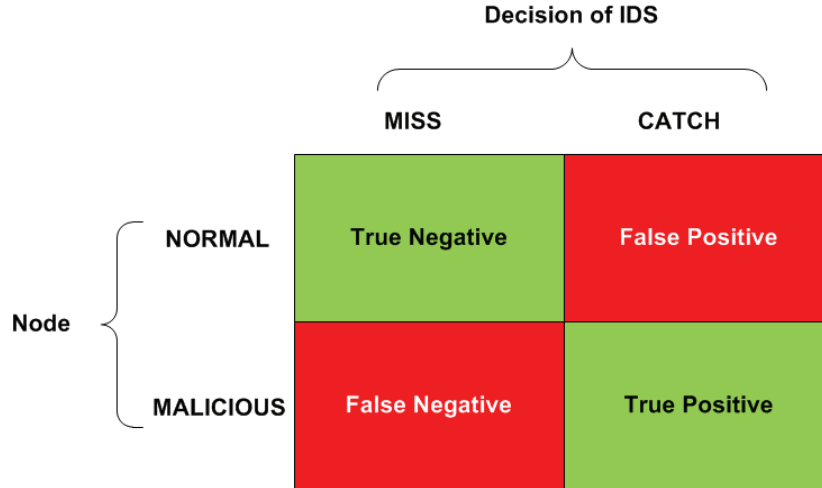 Decision of IDS
MISS CATCH
NORMAL True Negative False Positive
Node
MALICIOUS False Negative True Positive